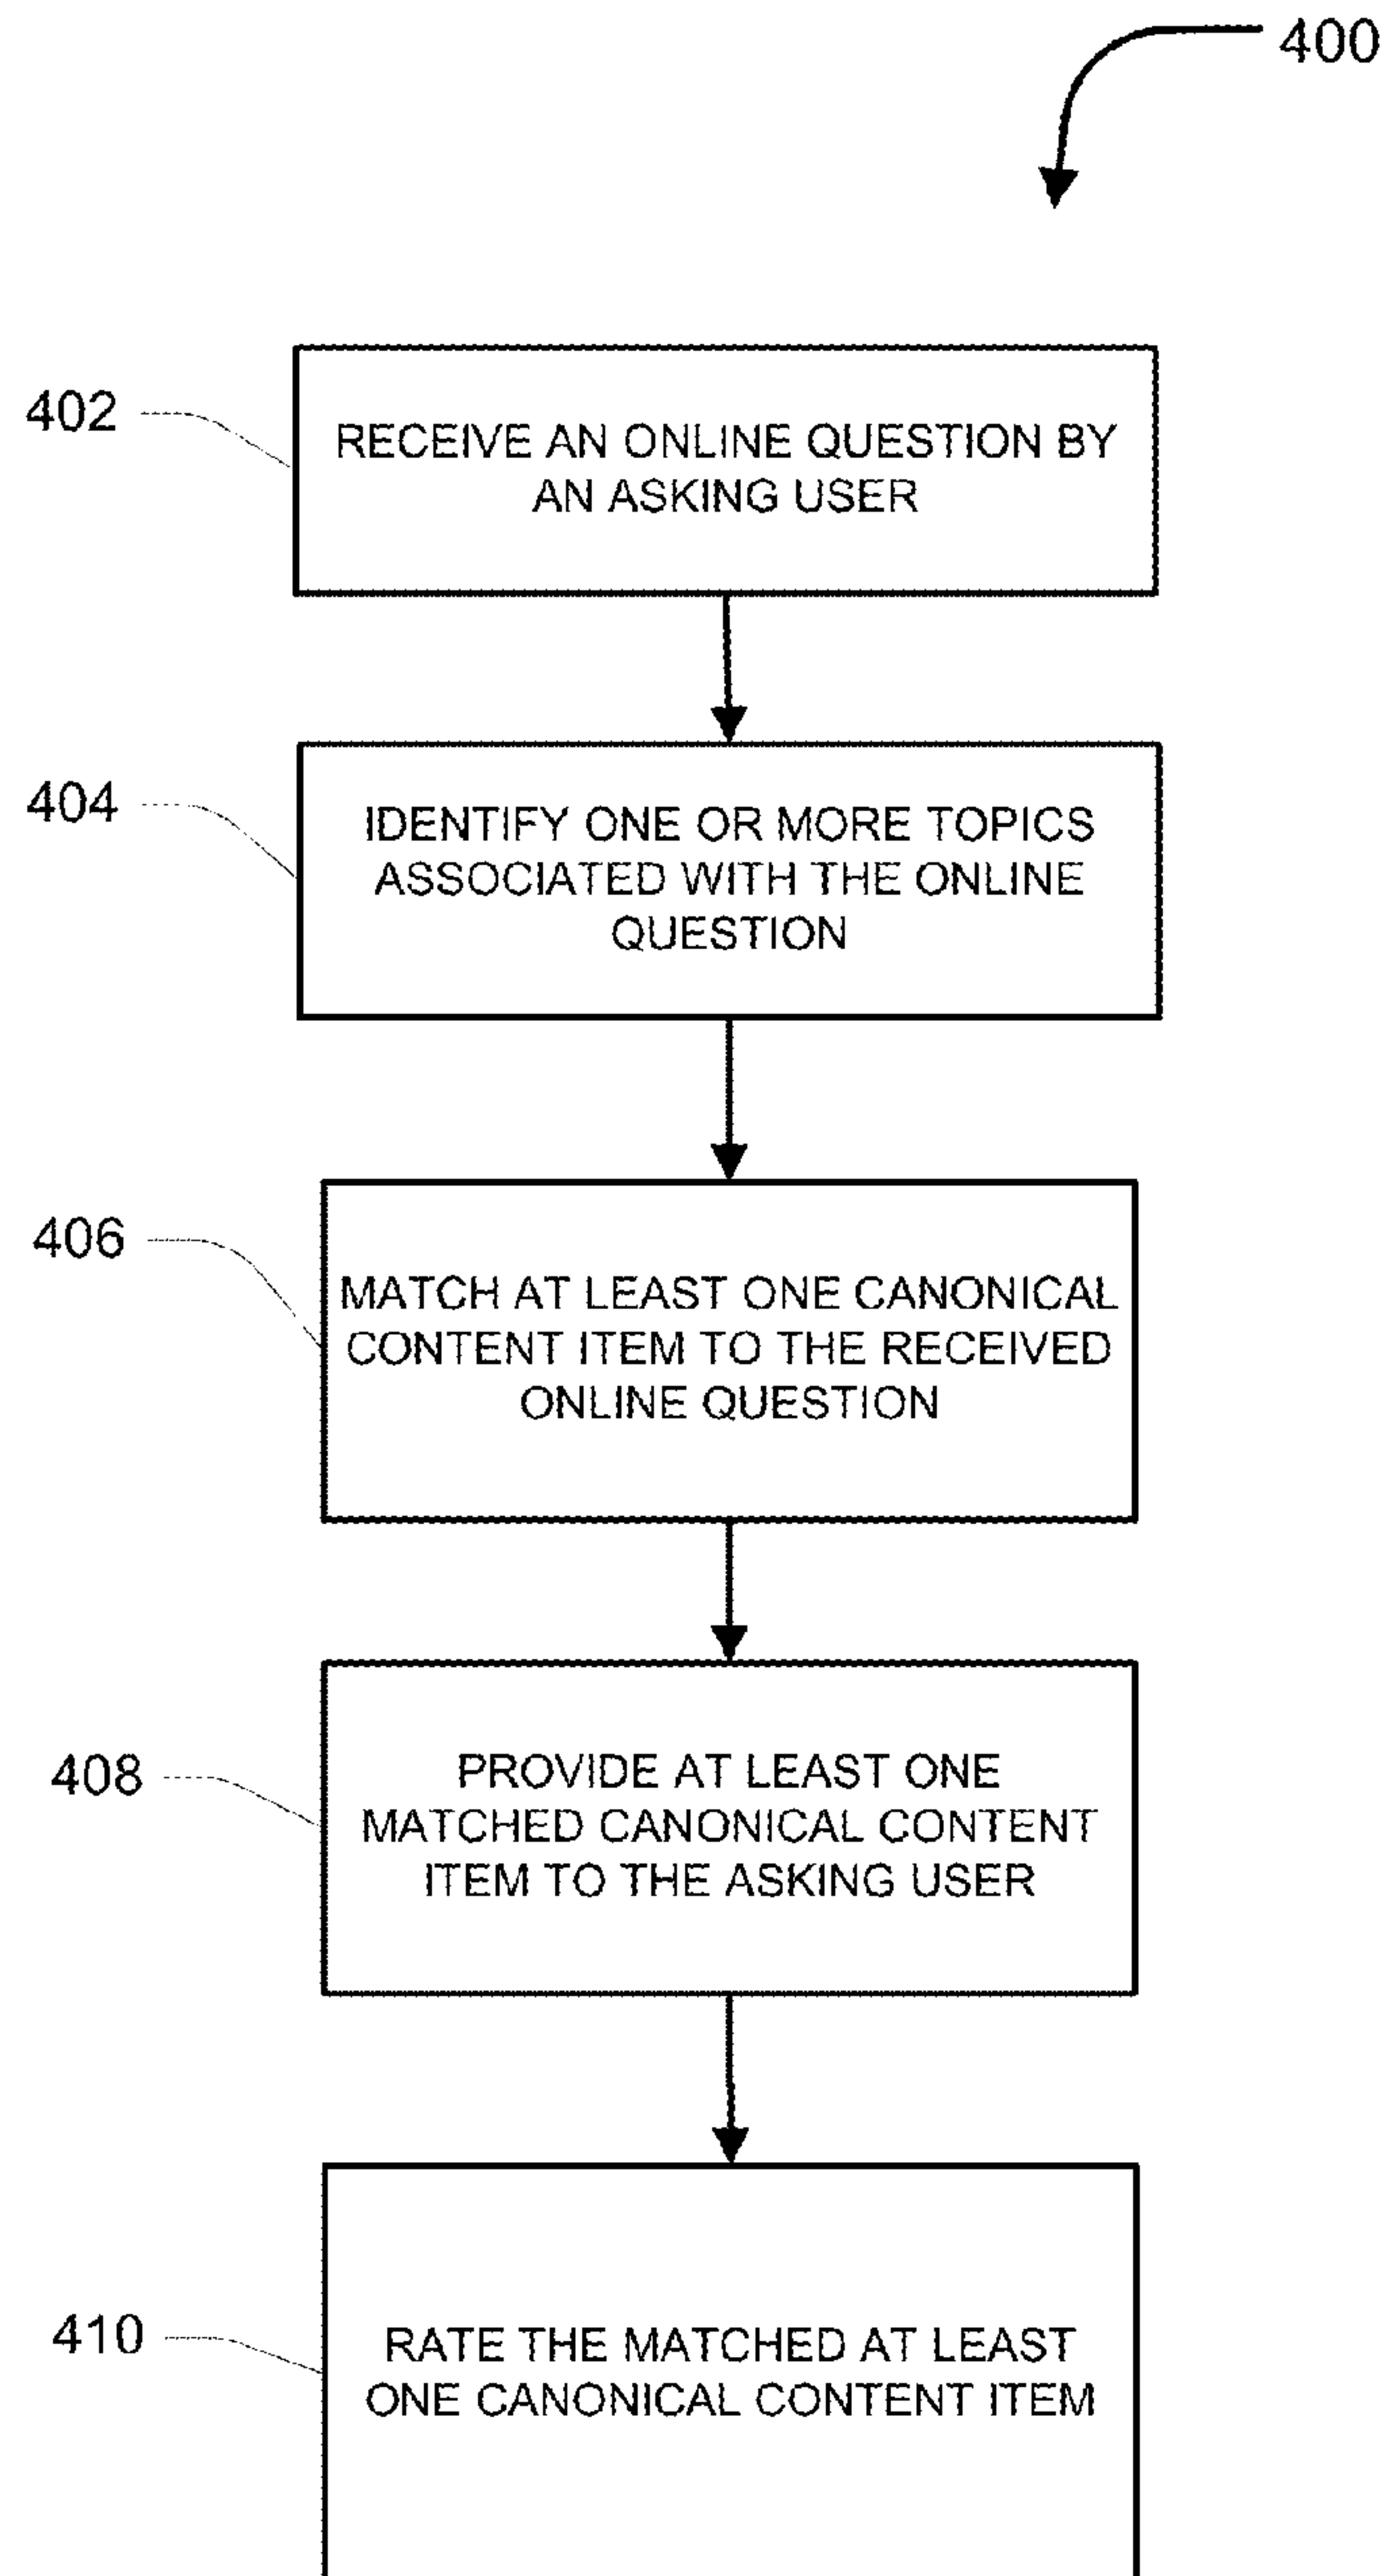 400
402
RECEIVE AN ONLINE QUESTION BY
AN ASKING USER
404
IDENTIFY ONE OR MORE TOPICS
ASSOCIATED WITH THE ONLINE
QUESTION
406
MATCH AT LEAST ONE CANONICAL
CONTENT ITEM TO THE RECEIVED
ONLINE QUESTION
408
PROVIDE AT LEAST ONE
MATCHED CANONICAL CONTENT
ITEM TO THE ASKING USER
410
RATE THE MATCHED AT LEAST
ONE CANONICAL CONTENT ITEM